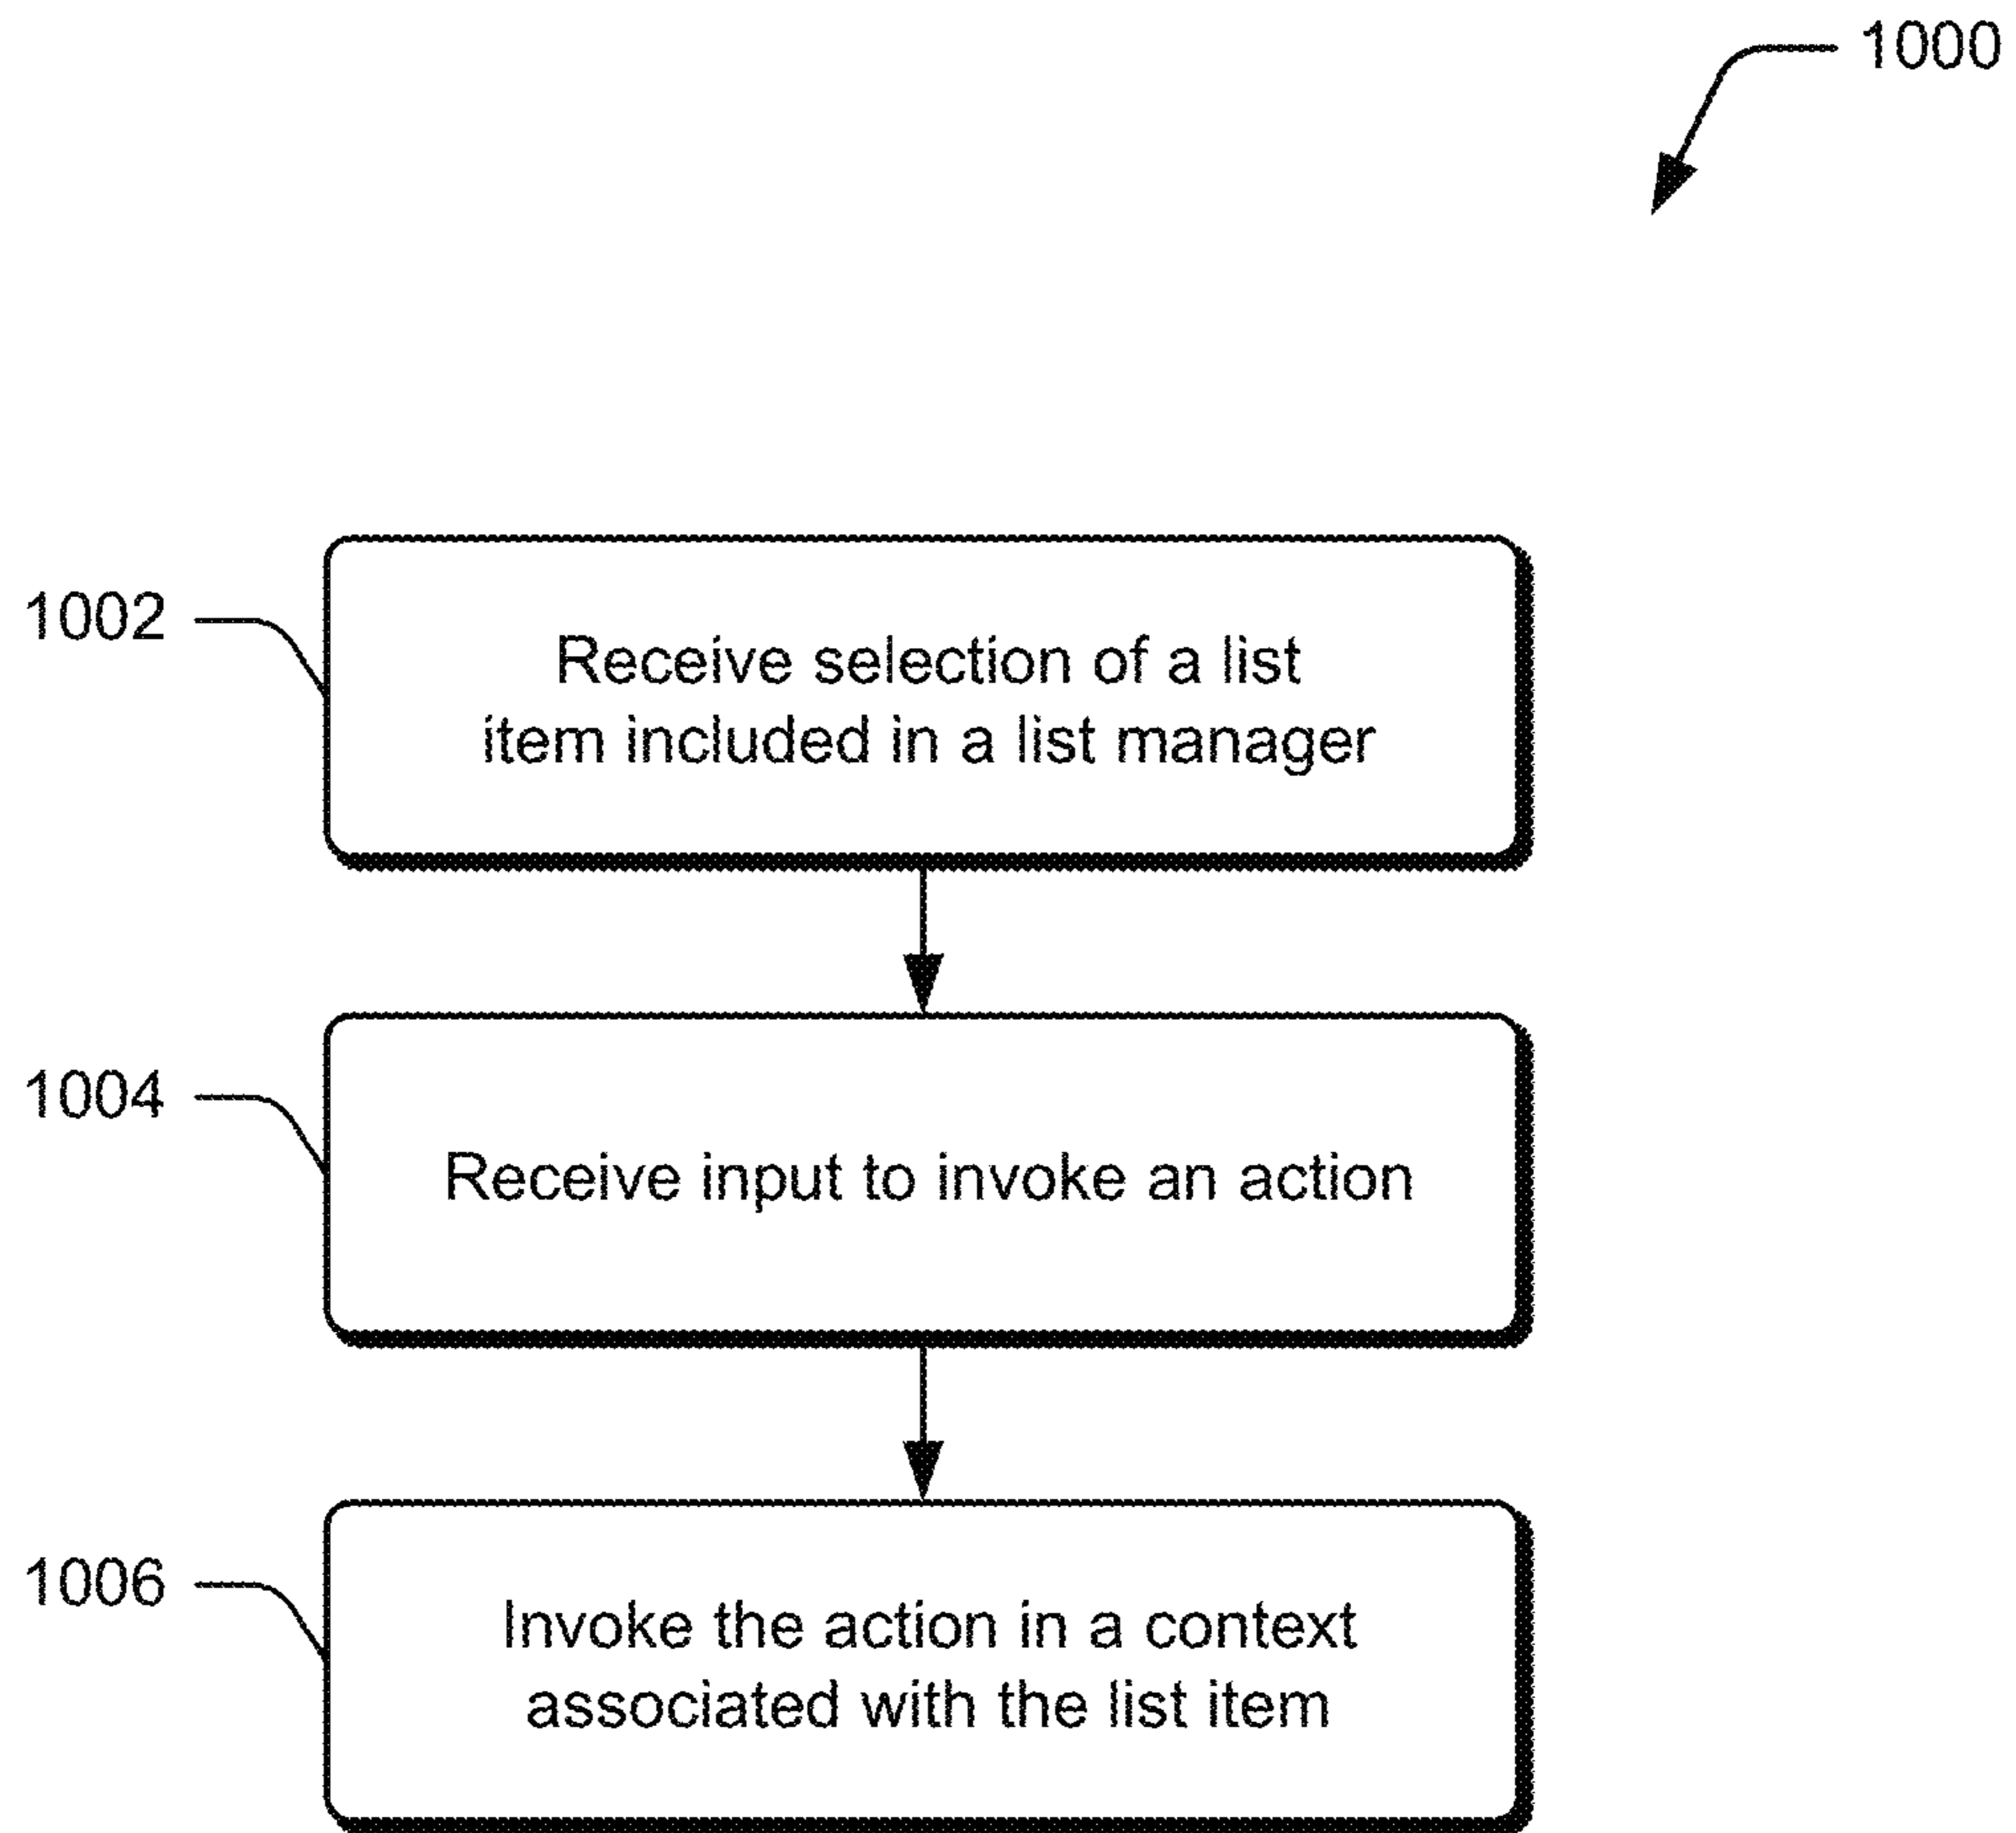 1000
1002
Receive selection of a list
item included in a list manager
1004
Receive input to invoke an action
1006
Invoke the action in a context
associated with the list item